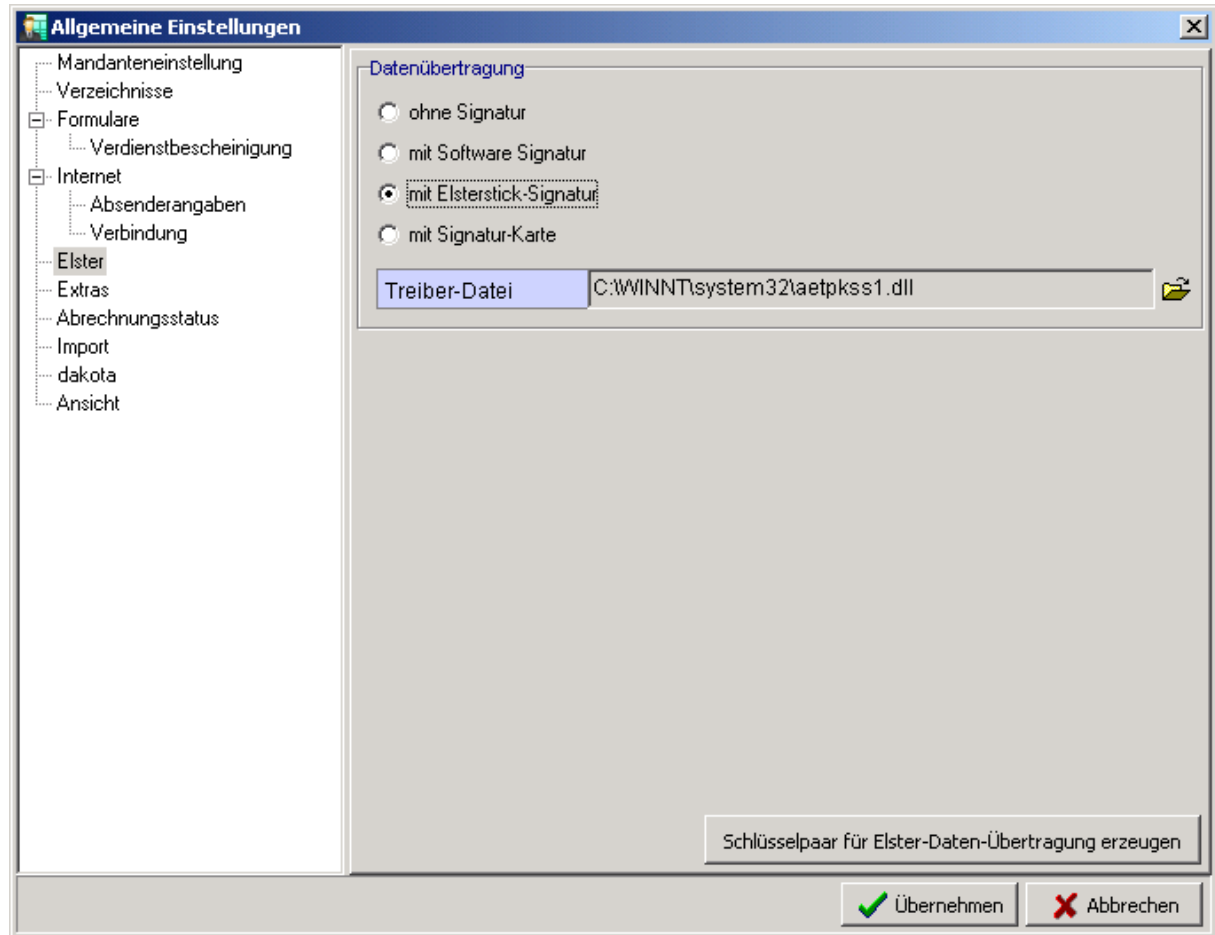 Allgemeine Einstellungen
Mandanteneinstellung
Verzeichnisse
Formulare
Verdienstbescheinigung
Internet
Absenderangaben
Verbindung
Elster
Extras
Abrechnungsstatus
Import
dakota
Ansicht
Datenübertragung
ohne Signatur
mit Software Signatur
mit Elsterstick-Signatur
mit Signatur-Karte
Treiber-Datei C:\WINNT\system32\aetpkss1.dll
Schlüsselpaar für Elster-Daten-Übertragung erzeugen
Übernehmen Abbrechen